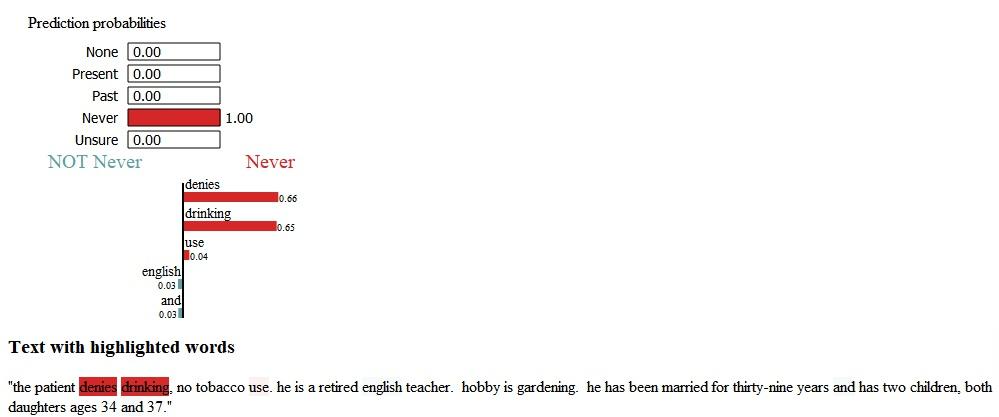 Prediction probabilities
None 0.00
Present 0.00
Past 0.00
Never 1.00
Unsure 0.00
NOT Never Never
denies
0.66
drinking
0.65
use
0.04
english
0.03
and
0.03
Text with highlighted words
"the patient denies drinking, no tobacco use. he is a retired english teacher.  hobby is gardening.  he has been married for thirty-nine years and has two children, both
daughters ages 34 and 37."